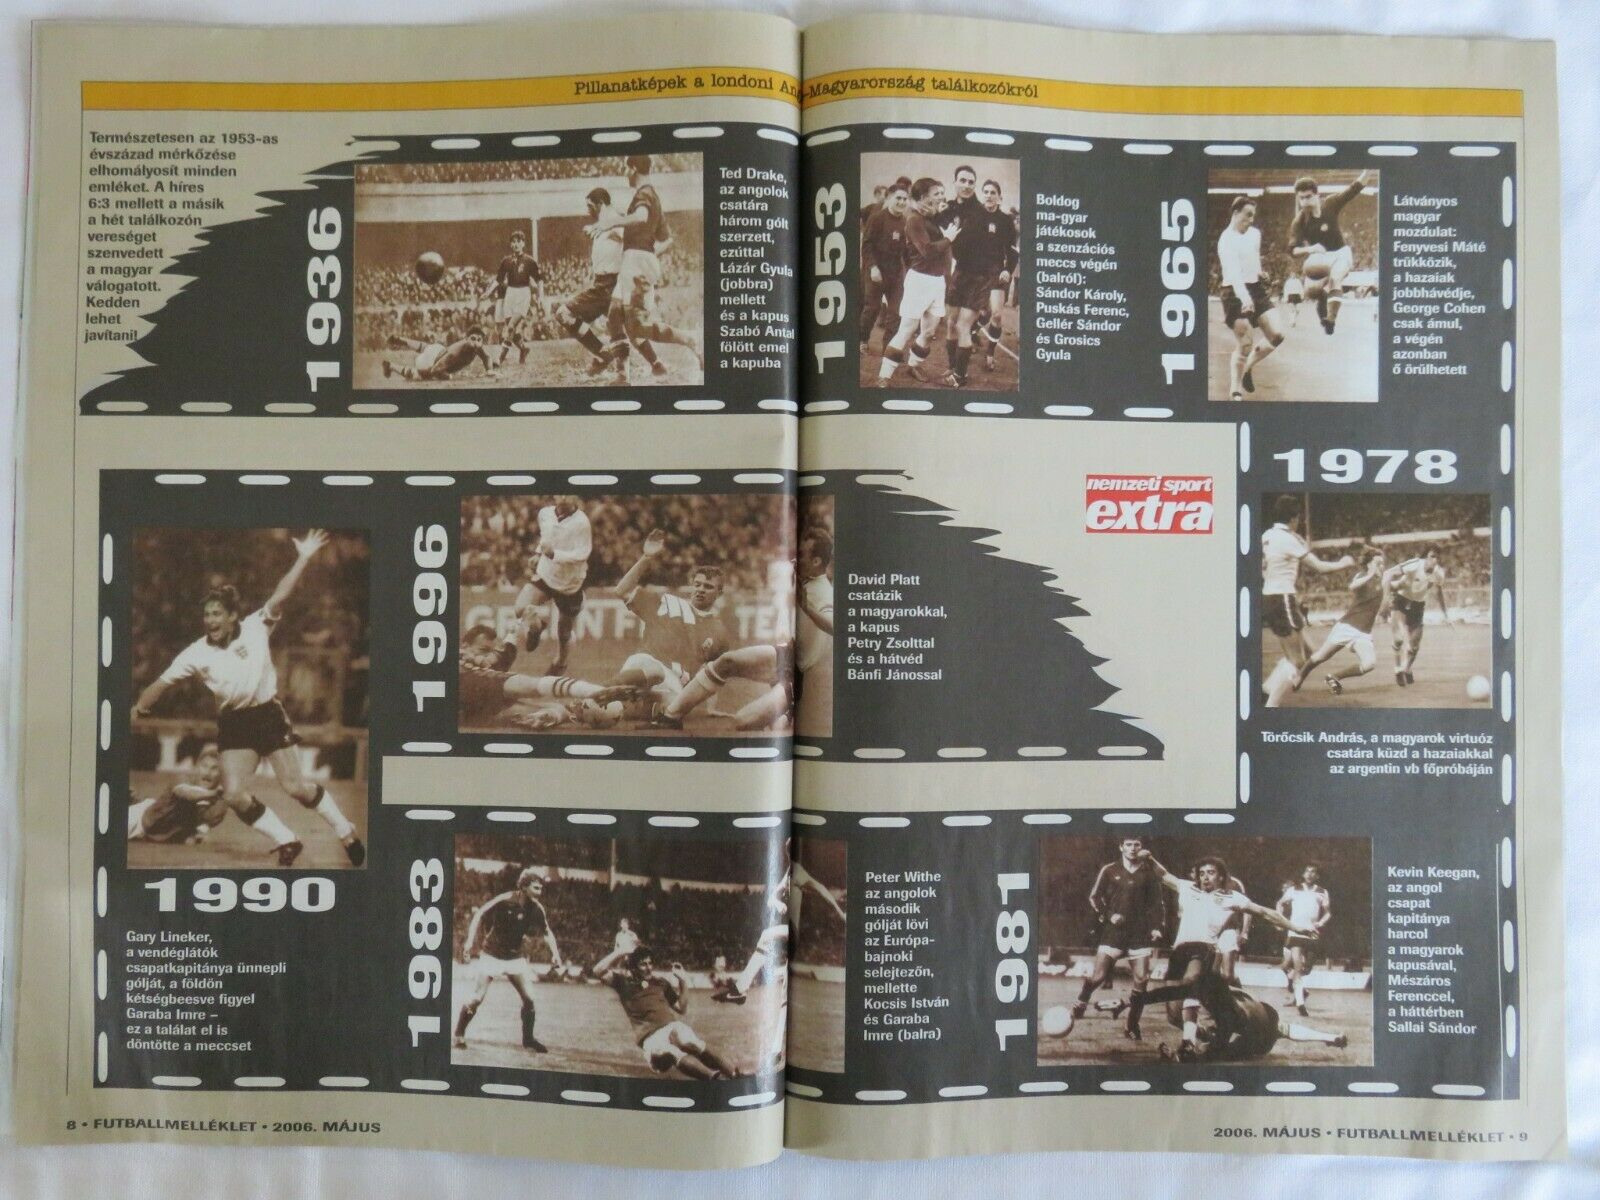 Pillanatképek a londoni Ang–Magyarország találkozókról
Természetesen az 1953-as
évszázad mérkőzése
elhomályosít minden
emléket. A híres
6:3 mellett a másik
a hét találkozón
vereséget
szenvedett
a magyar
válogatott.
Kedden
lehet
javítani!
1936
Ted Drake,
az angolok
csatára
három gólt
szerzett,
ezúttal
Lázár Gyula
(jobbra)
mellett
és a kapus
Szabó Antal
fölött emel
a kapuba
1953
Boldog
ma-gyar
játékosok
a szenzációs
meccs végén
(balról):
Sándor Károly,
Puskás Ferenc,
Gellér Sándor
és Grosics
Gyula
1965
Látványos
magyar
mozdulat:
Fenyvesi Máté
trükközik,
a hazaiak
jobbhávédje,
George Cohen
csak ámul,
a végén
azonban
ő örülhetett
1978
Törőcsik András, a magyarok virtuóz
csatára küzd a hazaiakkal
az argentin vb főpróbáján
nemzeti sport
extra
1996
David Platt
csatázik
a magyarokkal,
a kapus
Petry Zsolttal
és a hátvéd
Bánfi Jánossal
1990
Gary Lineker,
a vendéglátók
csapatkapitánya ünnepli
gólját, a földön
kétségbeesve figyel
Garaba Imre –
ez a találat el is
döntötte a meccset
1983
Peter Withe
az angolok
második
gólját lövi
az Európa-
bajnoki
selejtezőn,
mellette
Kocsis István
és Garaba
Imre (balra)
1981
Kevin Keegan,
az angol
csapat
kapitánya
harcol
a magyarok
kapusával,
Mészáros
Ferenccel,
a háttérben
Sallai Sándor
8 • FUTBALLMELLÉKLET • 2006. MÁJUS
2006. MÁJUS • FUTBALLMELLÉKLET • 9